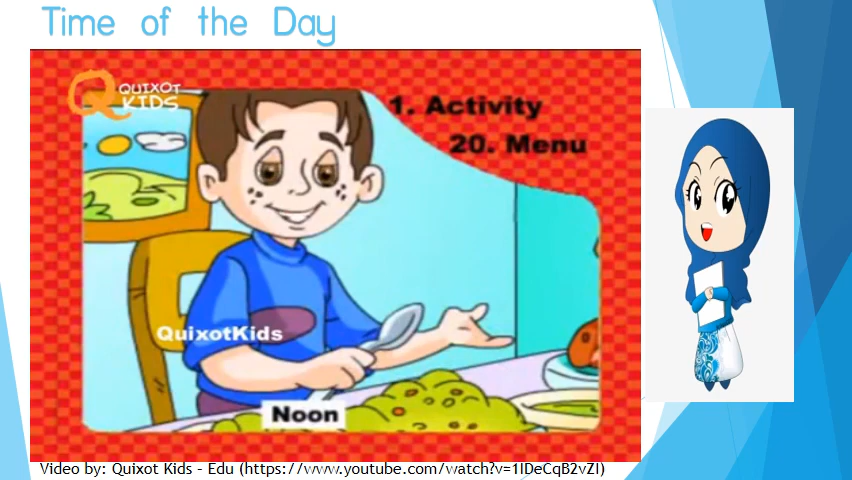 Time of the Day
QUIXOT
KIDS
1. Activity
20. Menu
QuixotKids
Noon
Video by: Quixot Kids - Edu (https://www.youtube.com/watch?v=1IDeCqB2vZI)